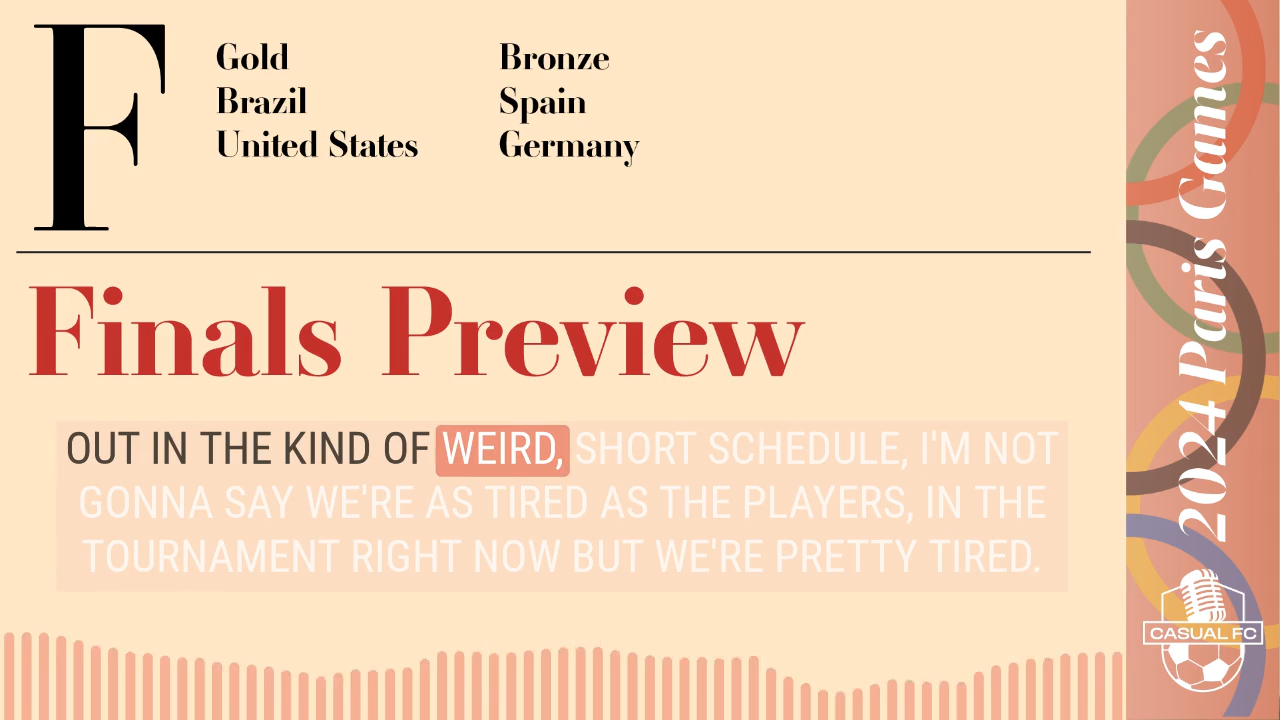 F
Gold
Brazil
United States
Bronze
Spain
Germany
Finals Preview
OUT IN THE KIND OF WEIRD, SHORT SCHEDULE, I'M NOT
GONNA SAY WE'RE AS TIRED AS THE PLAYERS, IN THE
TOURNAMENT RIGHT NOW BUT WE'RE PRETTY TIRED.
2024 Paris Games
CASUAL FC